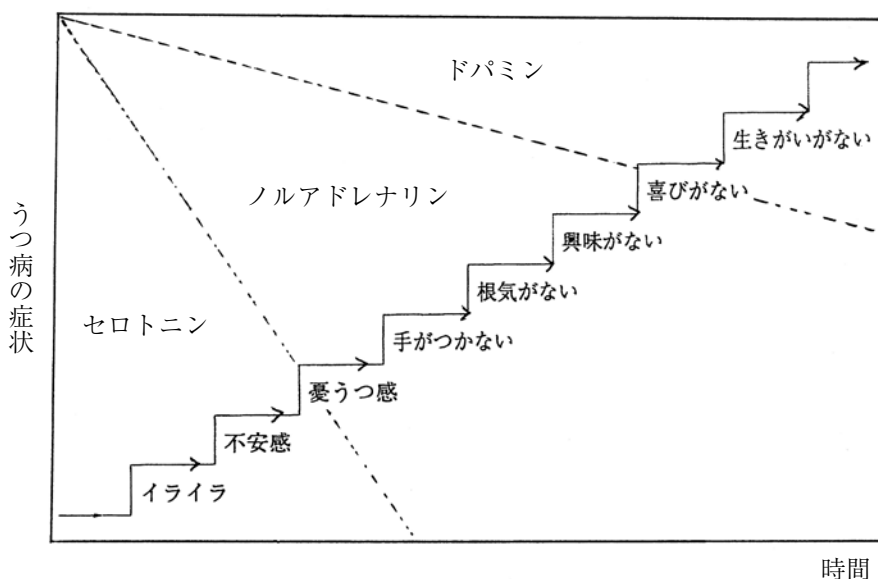 ドパミン
生きがいがない
ノルアドレナリン
喜びがない
興味がない
根気がない
セロトニン
手がつかない
憂うつ感
不安感
イライラ
うつ病の症状
時間